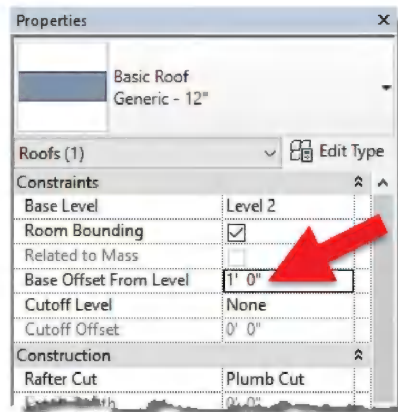 Properties X
Basic Roof
Generic - 12"
Roofs (1) Edit Type
Constraints
Base Level Level 2
Room Bounding
Related to Mass
Base Offset From Level 1' 0"
Cutoff Level None
Cutoff Offset 0' 0"
Construction
Rafter Cut Plumb Cut